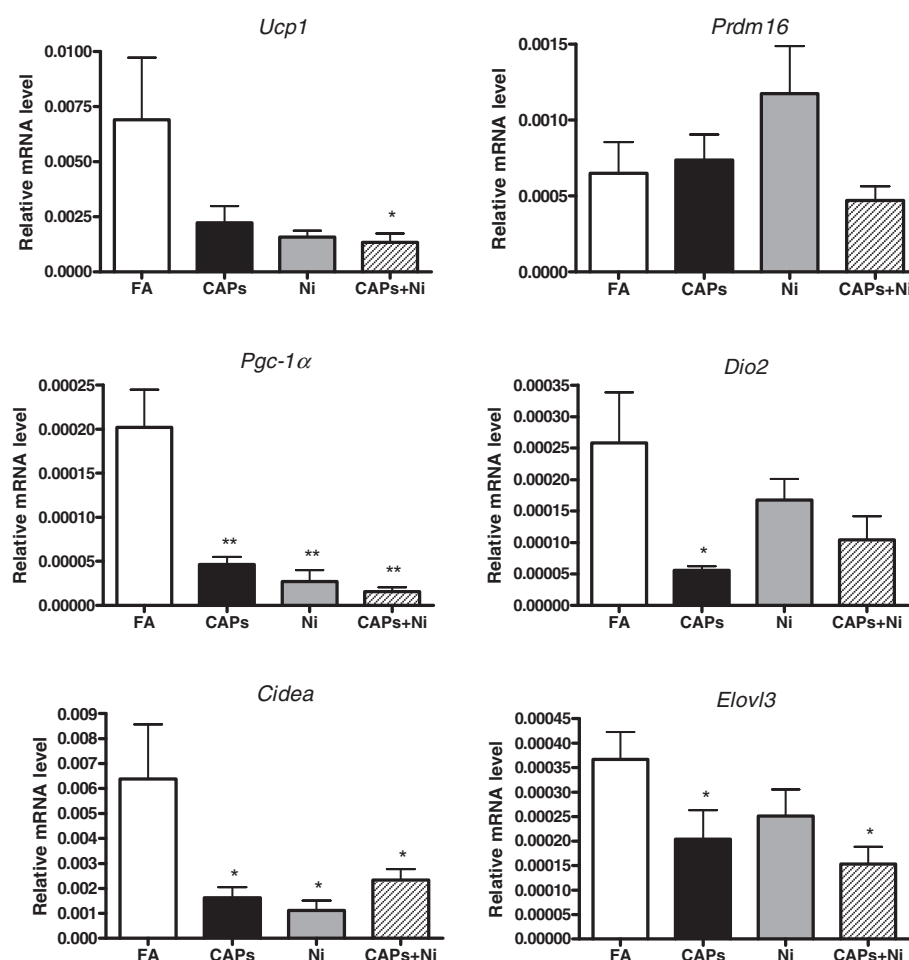 Ucp1
Relative mRNA level
0.0100
0.0075
0.0050
0.0025
0.0000
*
FA CAPs Ni CAPs+Ni
Prdm16
Relative mRNA level
0.0015
0.0010
0.0005
0.0000
FA CAPs Ni CAPs+Ni
Pgc-1α
Relative mRNA level
0.00025
0.00020
0.00015
0.00010
0.00005
0.00000
** ** **
FA CAPs Ni CAPs+Ni
Dio2
Relative mRNA level
0.00035
0.00030
0.00025
0.00020
0.00015
0.00010
0.00005
0.00000
*
FA CAPs Ni CAPs+Ni
Cidea
Relative mRNA level
0.009
0.008
0.007
0.006
0.005
0.004
0.003
0.002
0.001
0.000
* * *
FA CAPs Ni CAPs+Ni
Elovl3
Relative mRNA level
0.00045
0.00040
0.00035
0.00030
0.00025
0.00020
0.00015
0.00010
0.00005
0.00000
* *
FA CAPs Ni CAPs+Ni